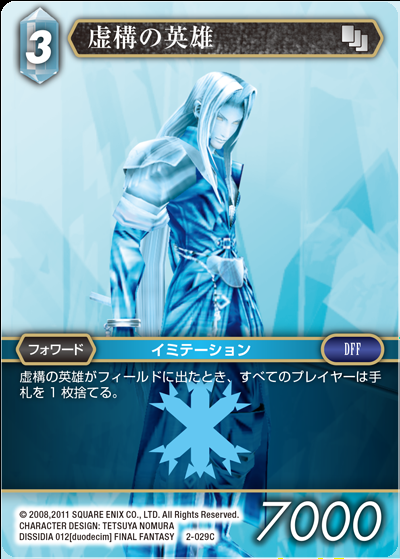 3
虚構の英雄
フォワード
イミテーション
DFF
虚構の英雄がフィールドに出たとき、すべてのプレイヤーは手
札を 1 枚捨てる。
© 2008,2011 SQUARE ENIX CO., LTD. All Rights Reserved.
CHARACTER DESIGN: TETSUYA NOMURA
DISSIDIA 012[duodecim] FINAL FANTASY
2-029C
7000